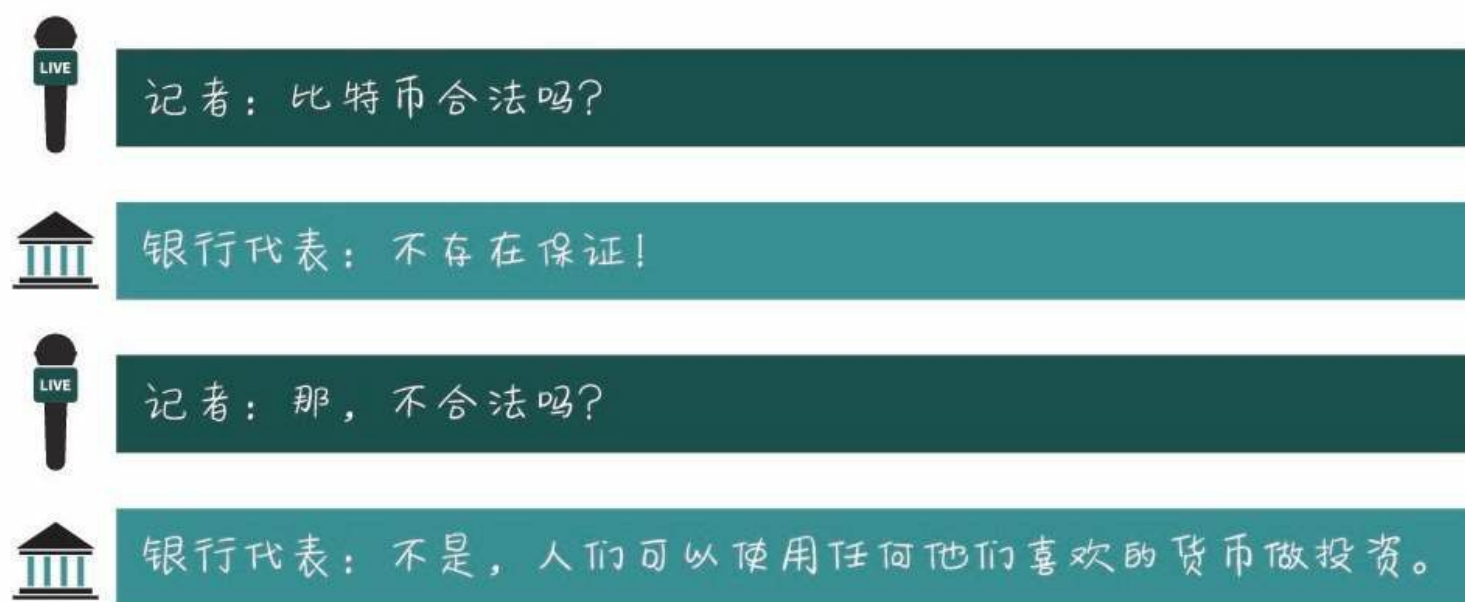 LIVE
记者：比特币合法吗？
银行代表：不存在保证！
LIVE
记者：那，不合法吗？
银行代表：不是，人们可以使用任何他们喜欢的货币做投资。